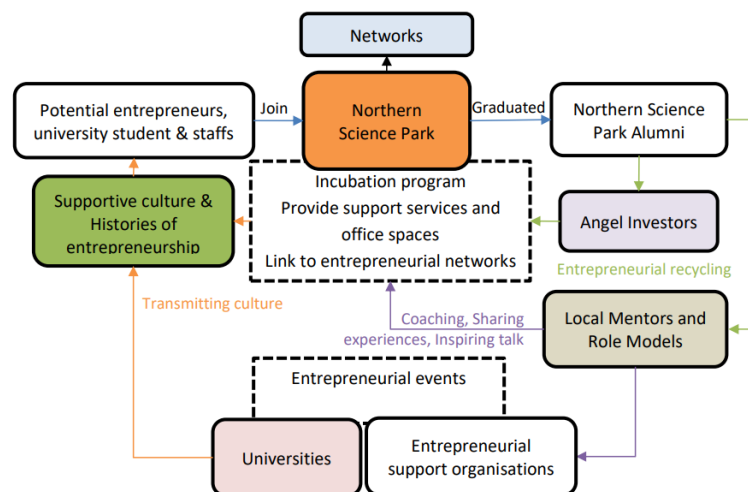 Networks
Potential entrepreneurs,
university student & staffs
Join
Northern
Science Park
Graduated
Northern Science
Park Alumni
Supportive culture &
Histories of
entrepreneurship
Incubation program
Provide support services and
office spaces
Link to entrepreneurial networks
Angel Investors
Entrepreneurial recycling
Transmitting culture
Coaching, Sharing
experiences, Inspiring talk
Local Mentors and
Role Models
Entrepreneurial events
Universities
Entrepreneurial
support organisations